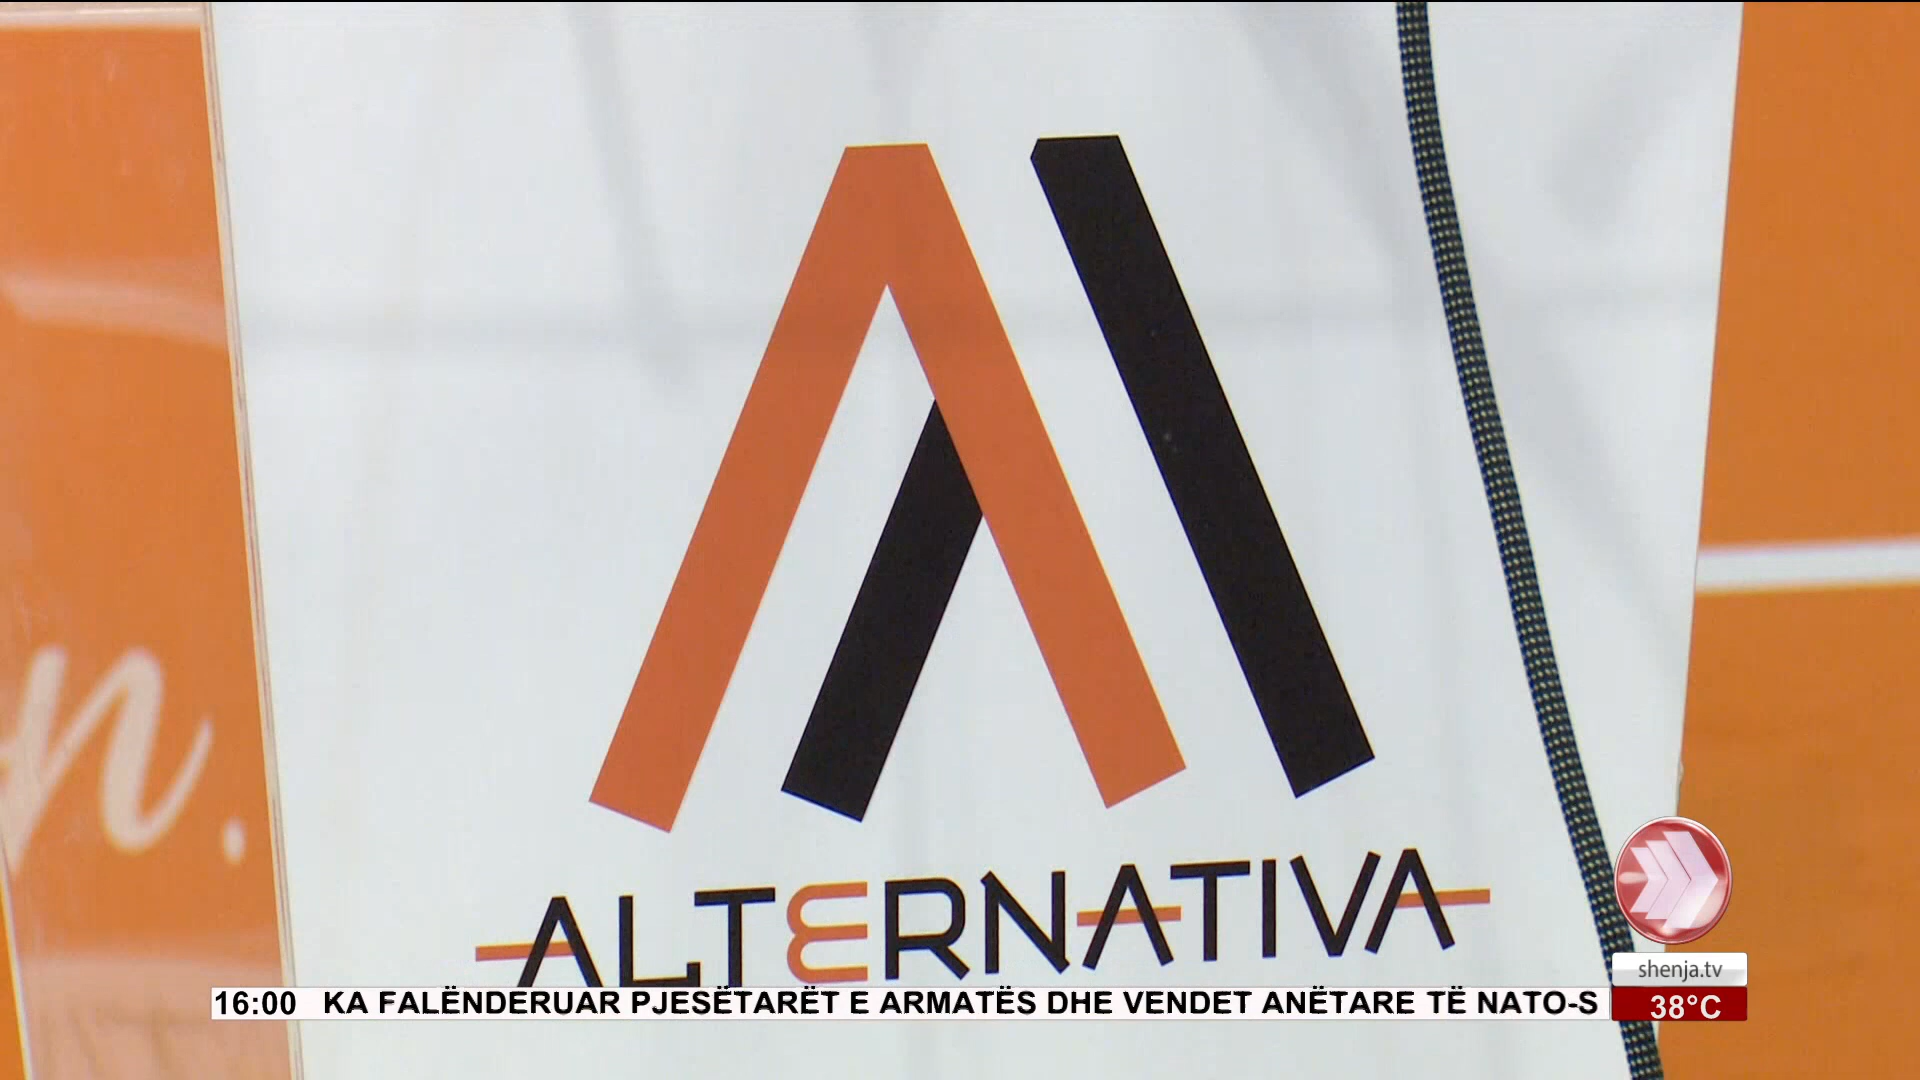 n.
ALTERNATIVA
shenja.tv
16:00 KA FALËNDERUAR PJESËTARËT E ARMATËS DHE VENDET ANËTARE TË NATO-S
38°C